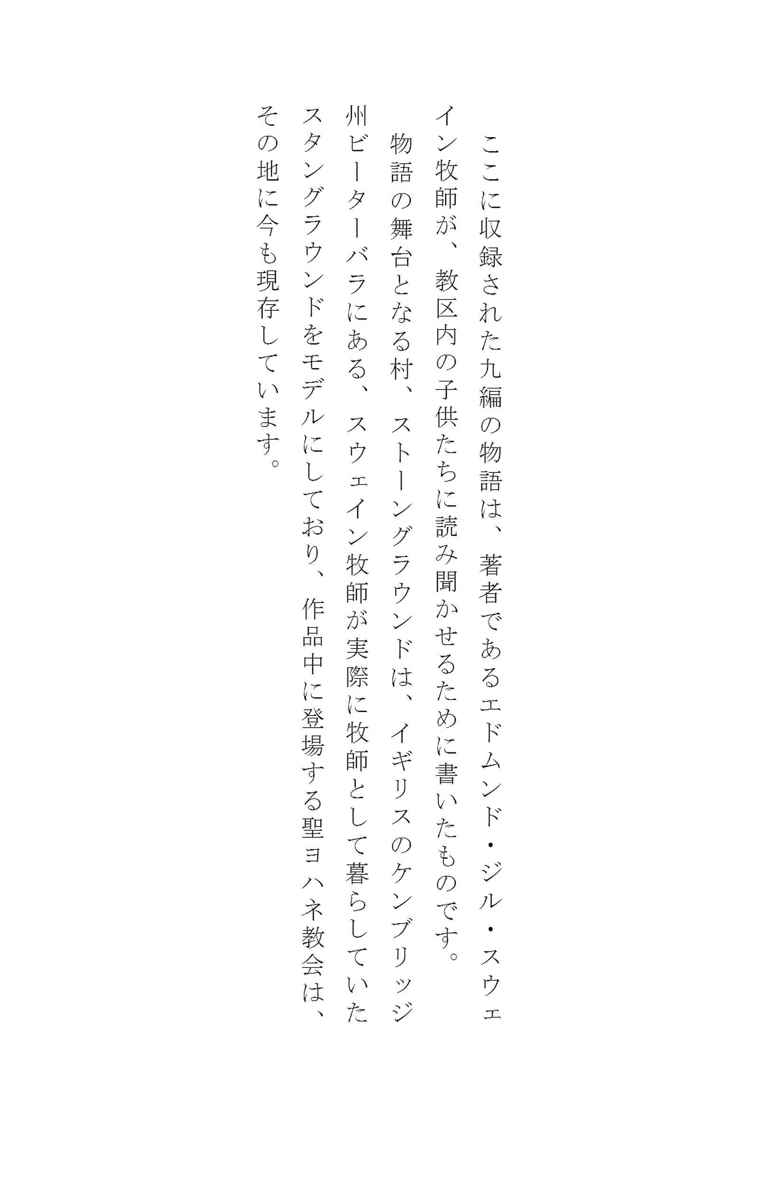 ここに収録された九編の物語は、著者であるエドムンド・ジル・スウェ
イン牧師が、教区内の子供たちに読み聞かせるために書いたものです。
物語の舞台となる村、ストーングラウンドは、イギリスのケンブリッジ
州ピーターバラにある、スウェイン牧師が実際に牧師として暮らしていた
スタングラウンドをモデルにしており、作品中に登場する聖ヨハネ教会は、
その地に今も現存しています。